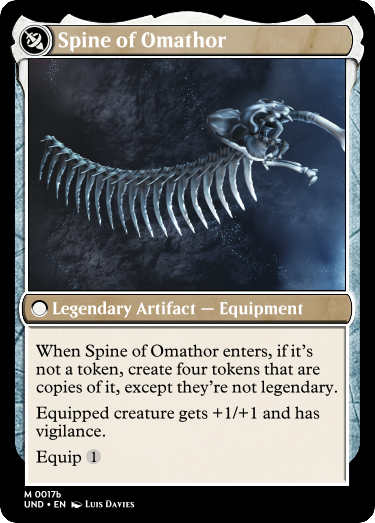 Spine of Omathor
Legendary Artifact — Equipment
When Spine of Omathor enters, if it's
not a token, create four tokens that are
copies of it, except they're not legendary.
Equipped creature gets +1/+1 and has
vigilance.
Equip 1
M 0017b
UND • EN Luis Davies